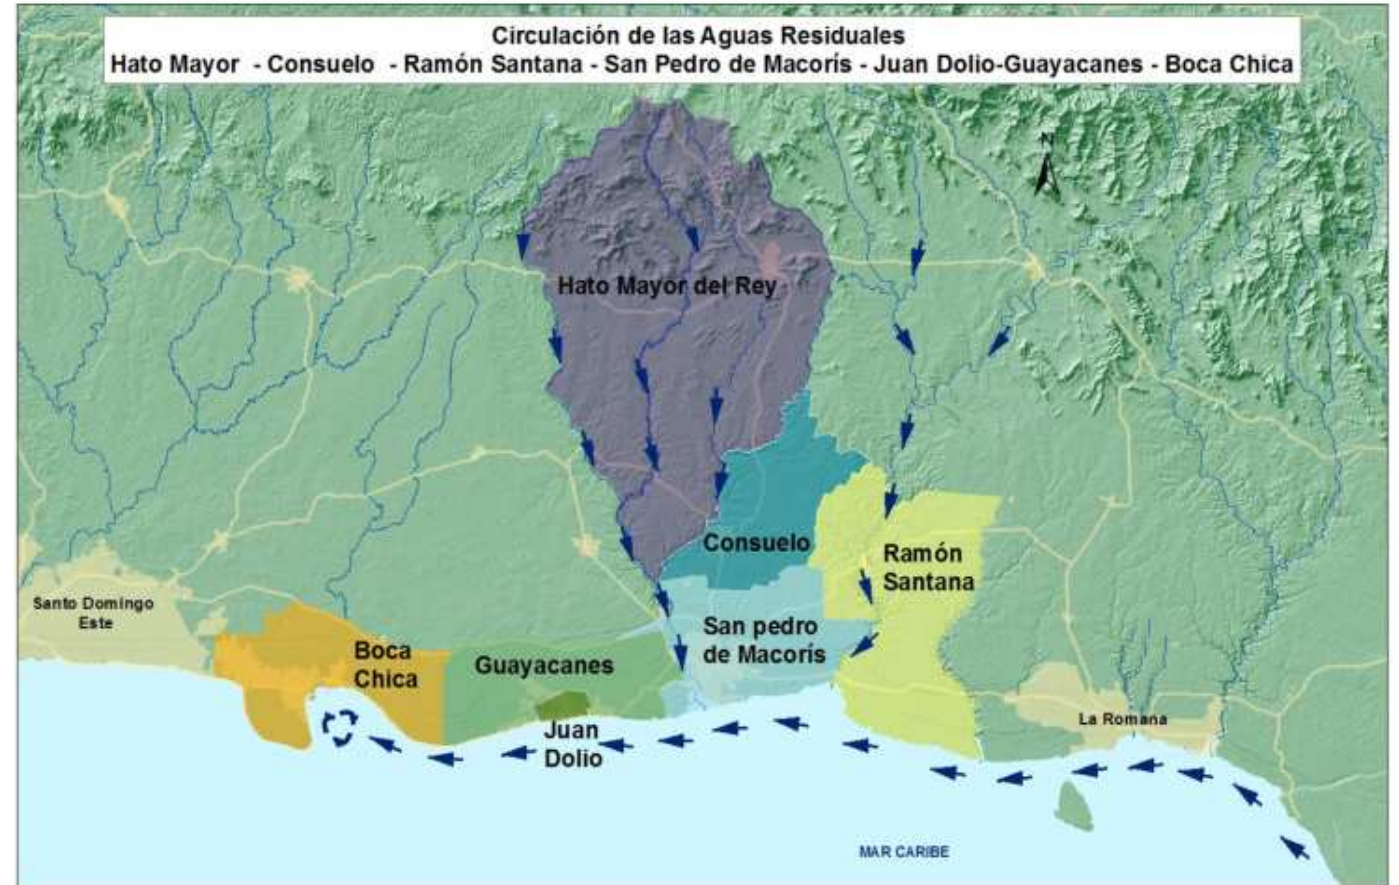 Circulación de las Aguas Residuales
Hato Mayor - Consuelo - Ramón Santana - San Pedro de Macorís - Juan Dolio-Guayacanes - Boca Chica
N
Hato Mayor del Rey
Consuelo
Ramón
Santana
Santo Domingo
Este
San pedro
de Macorís
Boca
Chica
Guayacanes
Juan
Dolio
La Romana
MAR CARIBE